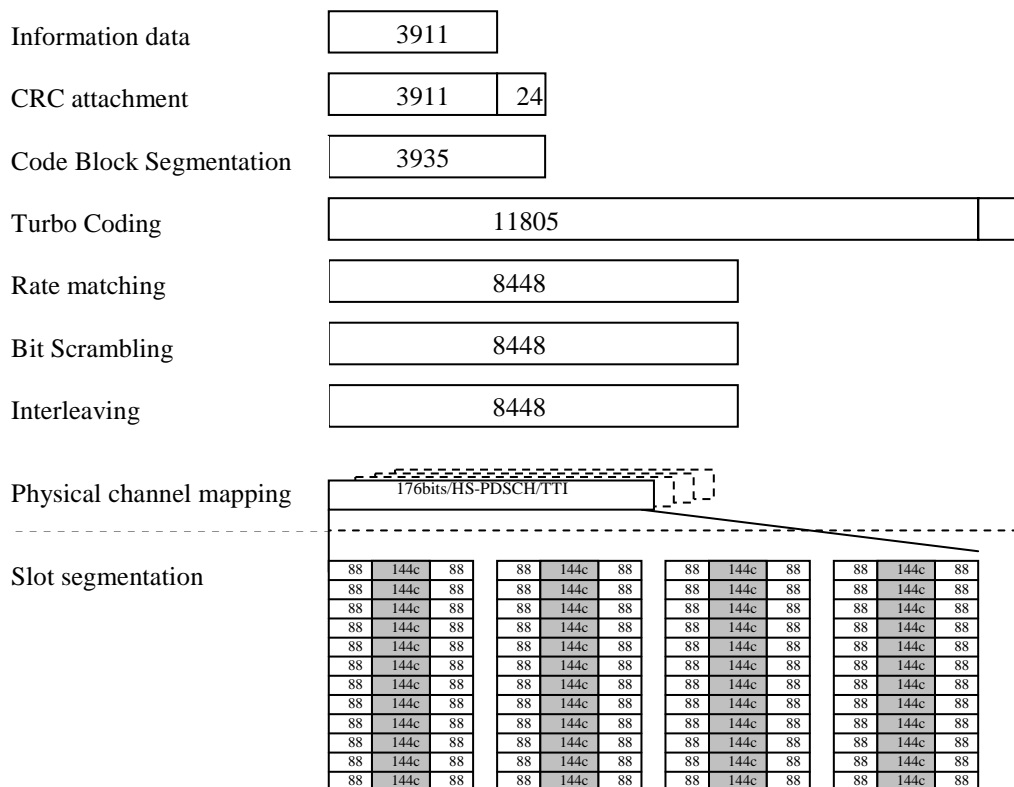 Information data 3911
CRC attachment 3911 24
Code Block Segmentation 3935
Turbo Coding 11805
Rate matching 8448
Bit Scrambling 8448
Interleaving 8448
Physical channel mapping 176bits/HS-PDSCH/TTI
Slot segmentation
88 144c 88 88 144c 88 88 144c 88 88 144c 88
88 144c 88 88 144c 88 88 144c 88 88 144c 88
88 144c 88 88 144c 88 88 144c 88 88 144c 88
88 144c 88 88 144c 88 88 144c 88 88 144c 88
88 144c 88 88 144c 88 88 144c 88 88 144c 88
88 144c 88 88 144c 88 88 144c 88 88 144c 88
88 144c 88 88 144c 88 88 144c 88 88 144c 88
88 144c 88 88 144c 88 88 144c 88 88 144c 88
88 144c 88 88 144c 88 88 144c 88 88 144c 88
88 144c 88 88 144c 88 88 144c 88 88 144c 88
88 144c 88 88 144c 88 88 144c 88 88 144c 88
88 144c 88 88 144c 88 88 144c 88 88 144c 88